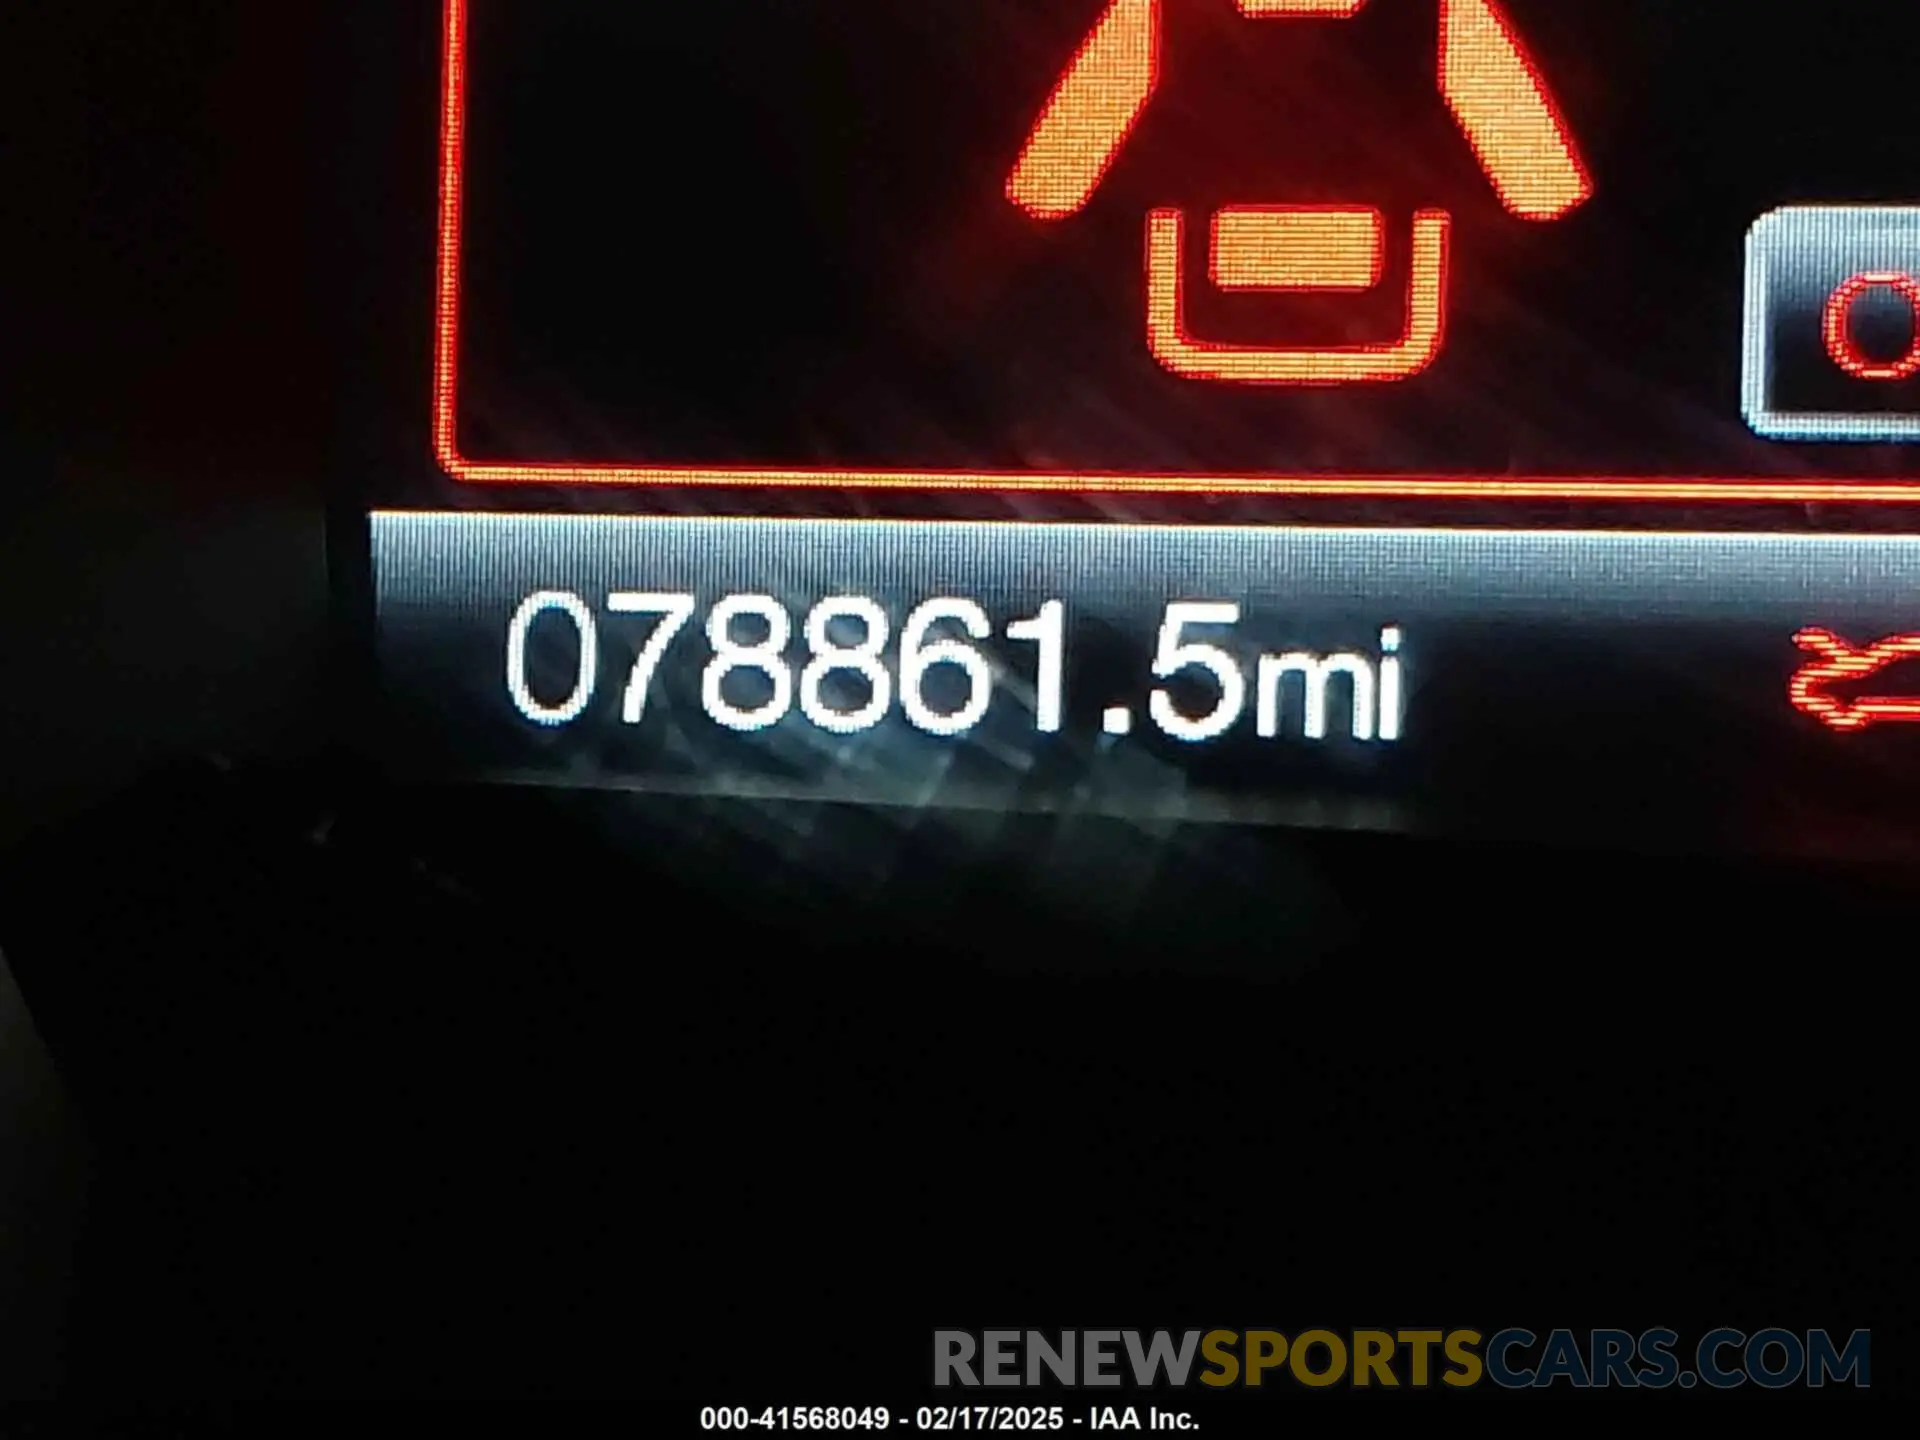 O
078861.5mi
RENEWSPORTSCARS.COM
000-41568049 - 02/17/2025 - IAA Inc.